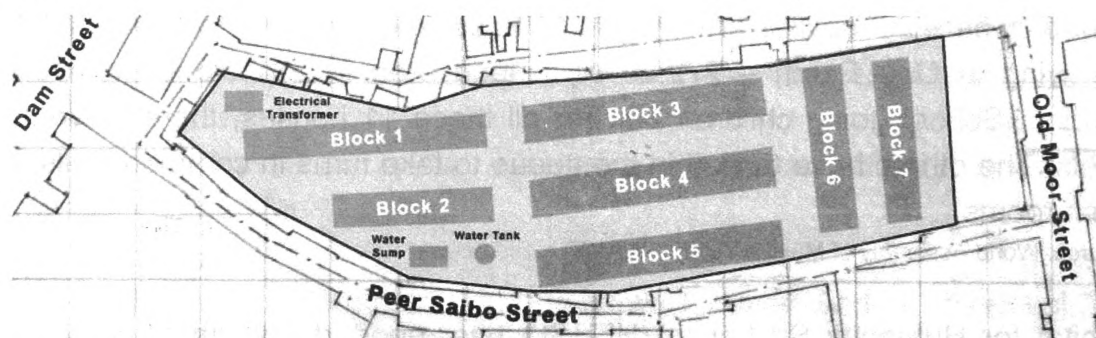 Dam Street
Electrical
Transformer
Block 1
Block 2
Block 3
Block 4
Block 5
Block 6
Block 7
Water
Sump
Water Tank
Peer Saibo Street
Old Moor Street